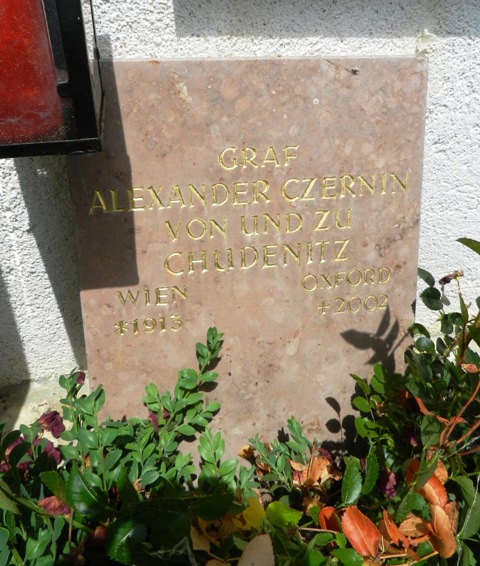 GRAF
ALEXANDER CZERNIN
VON UND ZU
CHUDENITZ
WIEN OXFORD
*1913 +2002